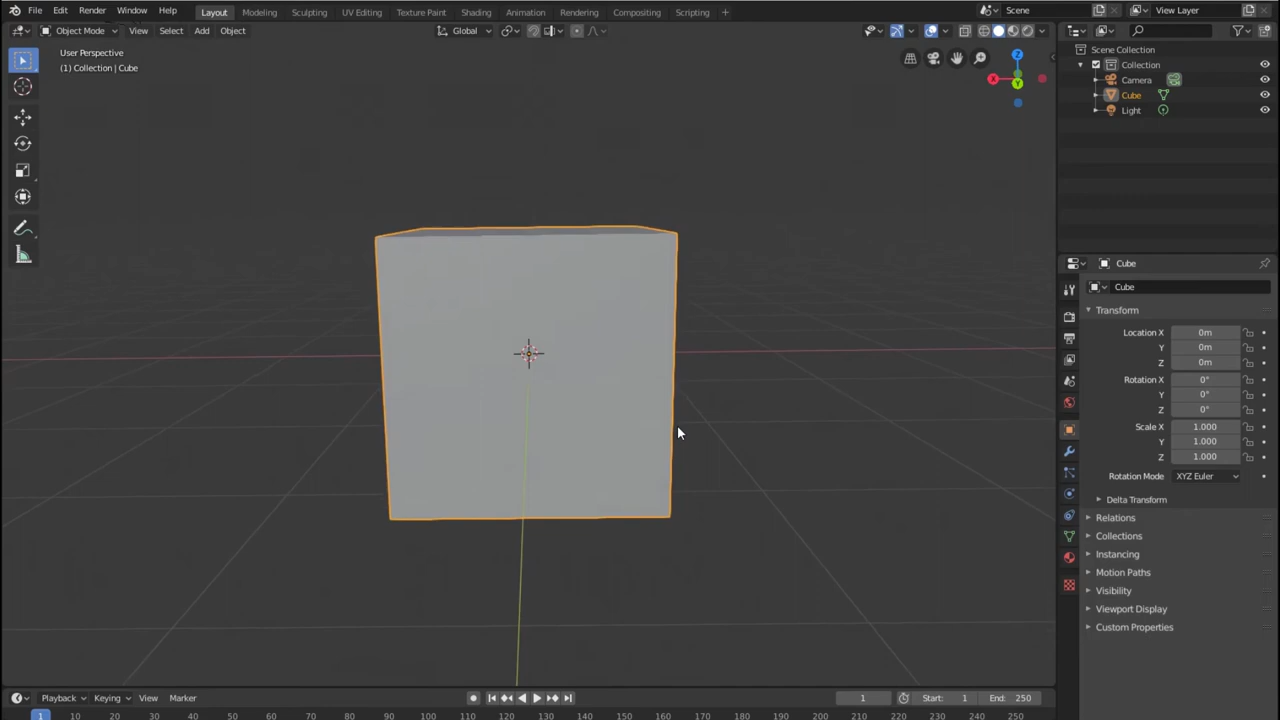 File Edit Render Window Help Layout Modeling Sculpting UV Editing Texture Paint Shading Animation Rendering Compositing Scripting + Scene View Layer
Object Mode View Select Add Object Global
User Perspective
(1) Collection | Cube
X
Y
Z
Scene Collection
Collection
Camera
Cube
Light
Cube
Cube
Transform
Location X 0m
Y 0m
Z 0m
Rotation X 0°
Y 0°
Z 0°
Scale X 1.000
Y 1.000
Z 1.000
Rotation Mode XYZ Euler
Delta Transform
Relations
Collections
Instancing
Motion Paths
Visibility
Viewport Display
Custom Properties
Playback Keying View Marker 1 Start: 1 End: 250
1 10 20 30 40 50 60 70 80 90 100 110 120 130 140 150 160 170 180 190 200 210 220 230 240 250